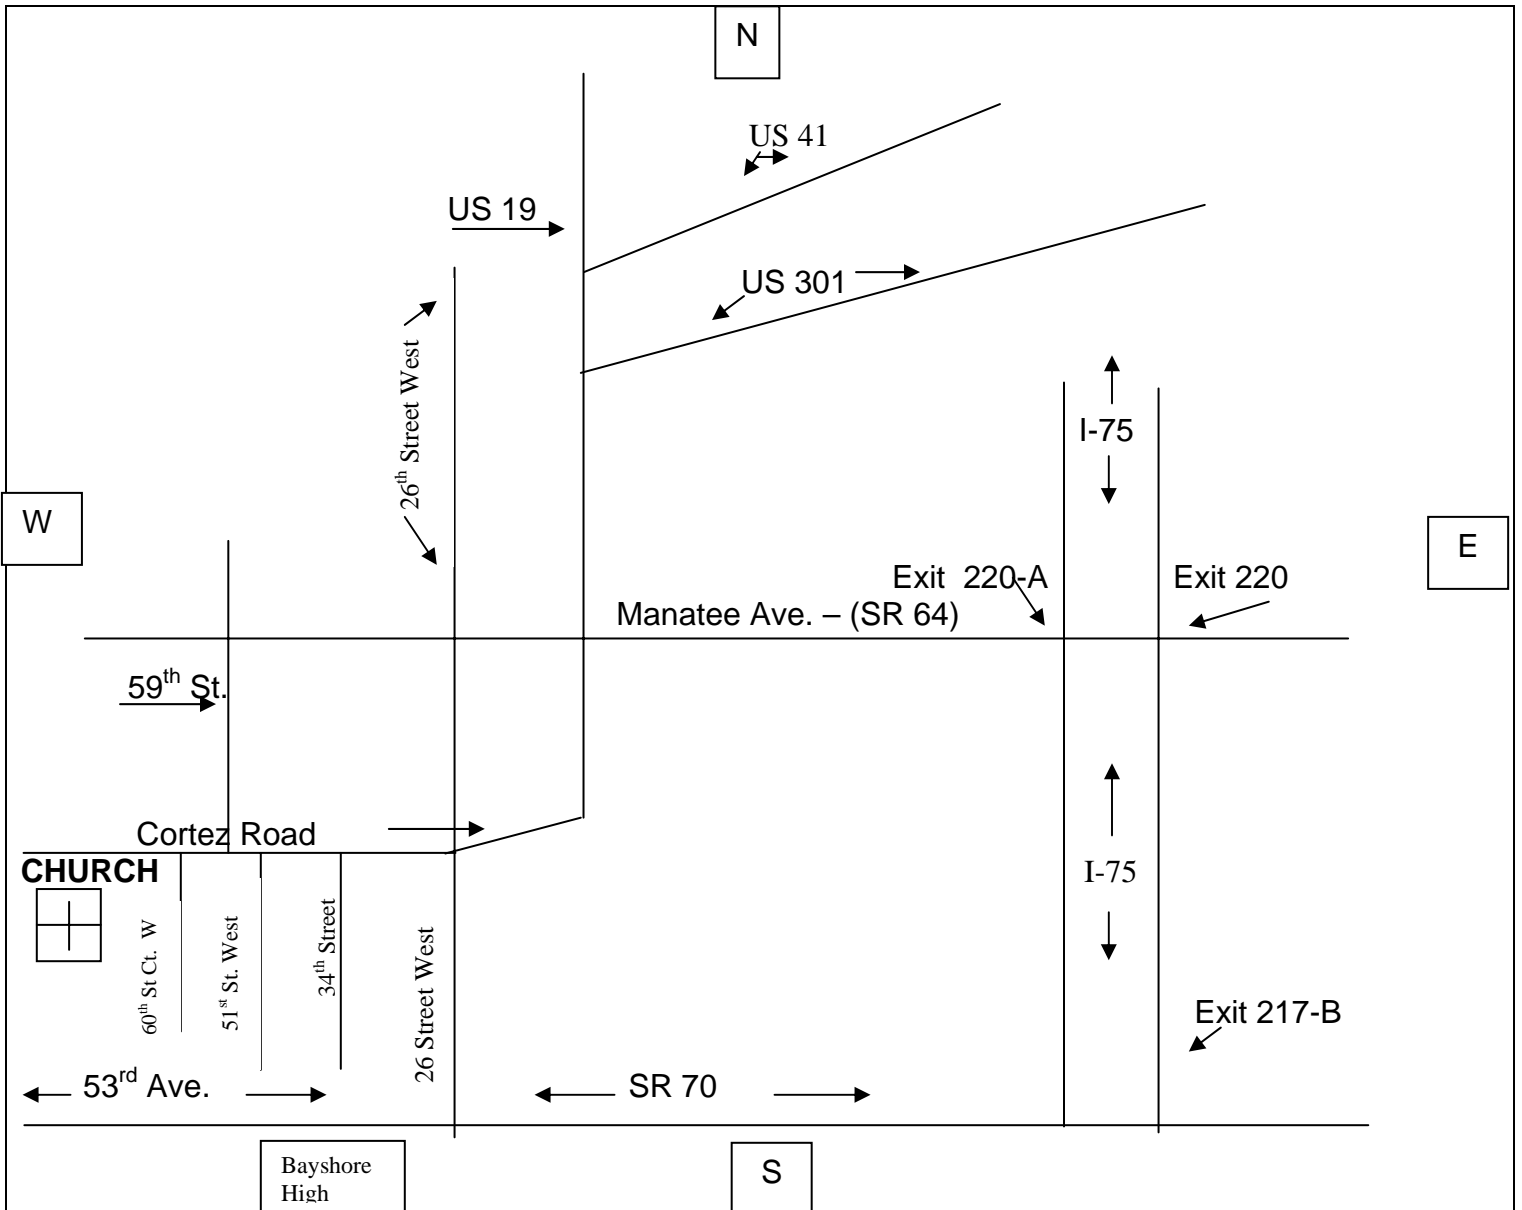 N
US 41
US 19
US 301
26th Street West
I-75
W
E
Exit 220-A
Exit 220
Manatee Ave. – (SR 64)
59th St.
Cortez Road
CHURCH
I-75
60th St Ct. W
51st St. West
34th Street
26 Street West
Exit 217-B
53rd Ave.
SR 70
Bayshore
High
S